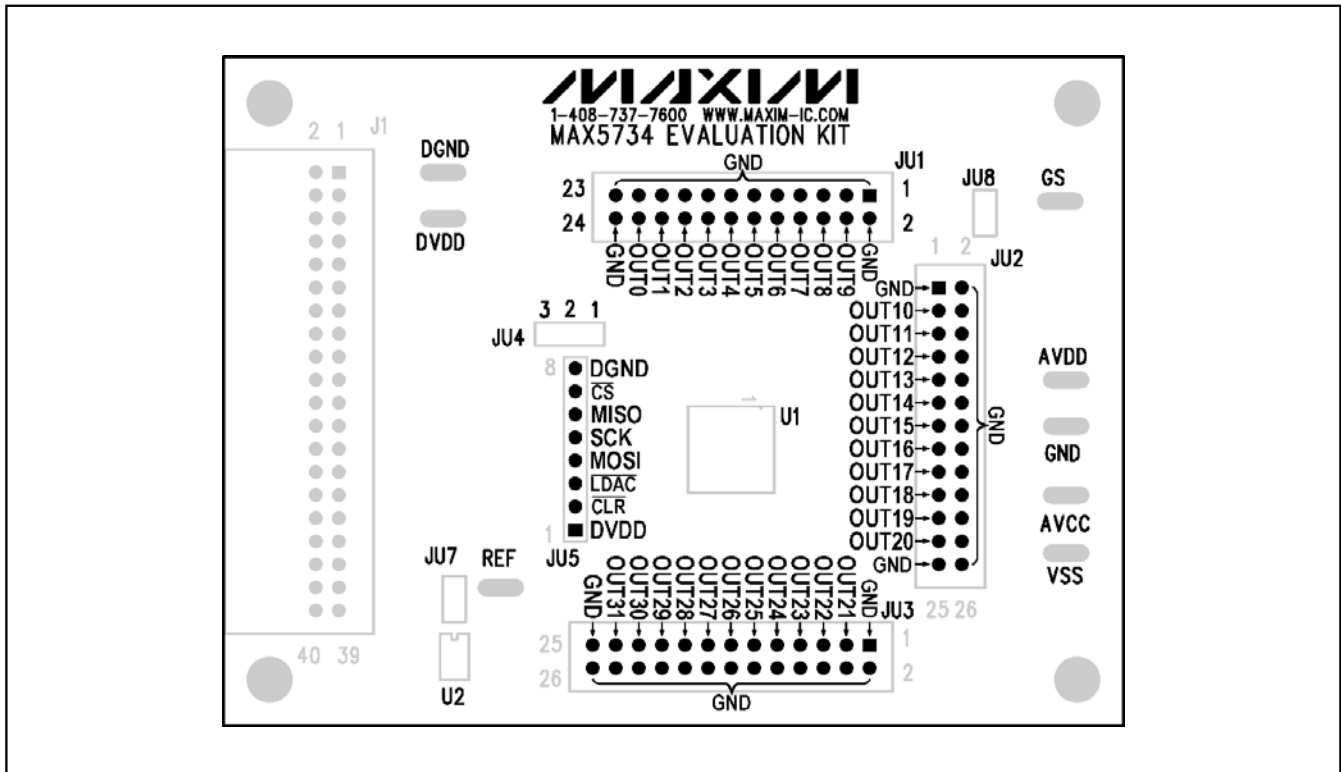 MAXIM
1-408-737-7600 WWW.MAXIM-IC.COM
MAX5734 EVALUATION KIT
GND
JU1
23
1
24
2
GND
OUT0
OUT1
OUT2
OUT3
OUT4
OUT5
OUT6
OUT7
OUT8
OUT9
GND
2 1
J1
40 39
DGND
DVDD
JU8
GS
1 2
JU2
GND
OUT10
OUT11
OUT12
OUT13
OUT14
OUT15
OUT16
OUT17
OUT18
OUT19
OUT20
GND
GND
25 26
AVDD
GND
AVCC
VSS
3 2 1
JU4
8
DGND
CS
MISO
SCK
MOSI
LDAC
CLR
DVDD
1
JU5
1
U1
JU7
REF
U2
GND
OUT31
OUT30
OUT29
OUT28
OUT27
OUT26
OUT25
OUT24
OUT23
OUT22
OUT21
GND
JU3
25
1
26
2
GND